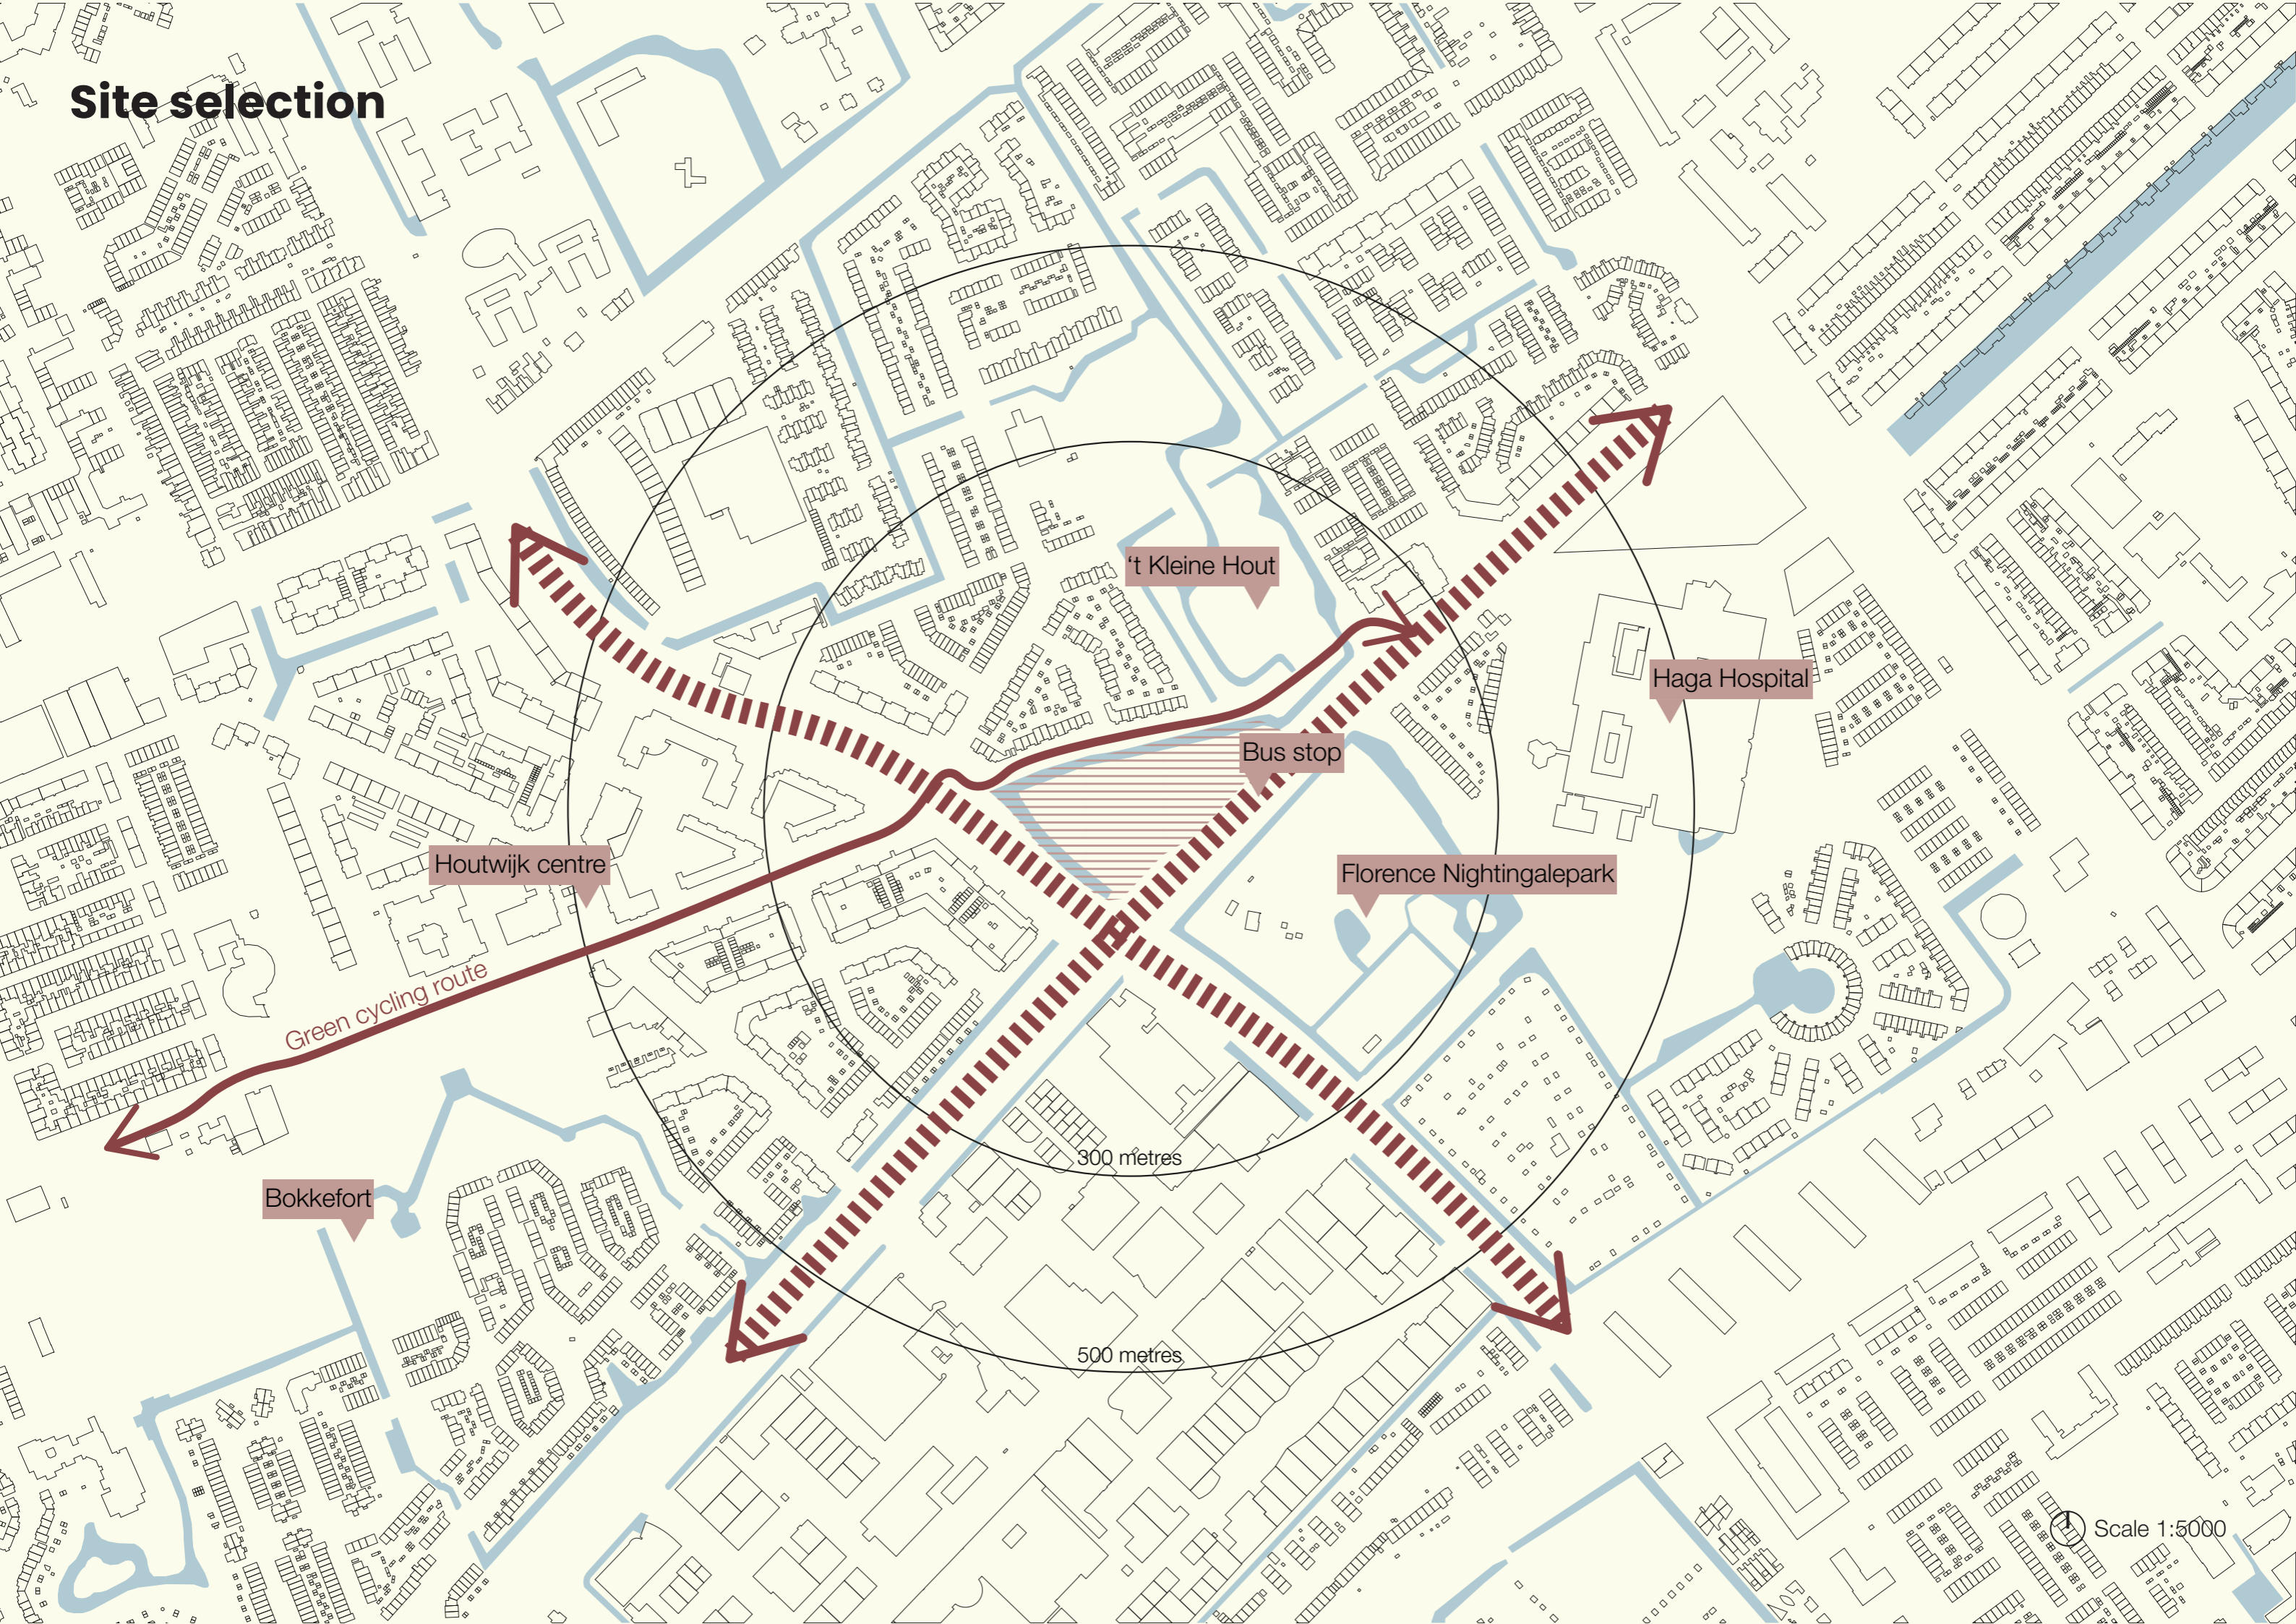 Site selection
‘t Kleine Hout
Haga Hospital
Bus stop
Houtwijk centre
Florence Nightingalepark
Green cycling route
300 metres
Bokkefort
500 metres
Scale 1:5000